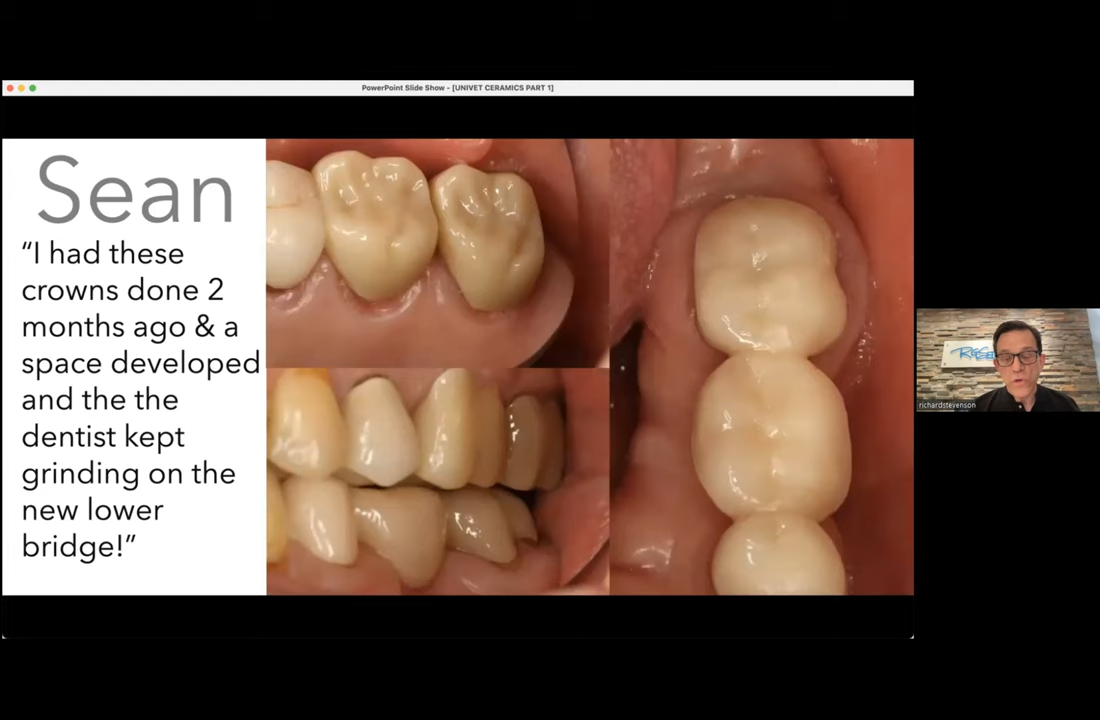 PowerPoint Slide Show - [UNIVET CERAMICS PART 1]
Sean
“I had these
crowns done 2
months ago & a
space developed
and the the
dentist kept
grinding on the
new lower
bridge!”
richardstevenson